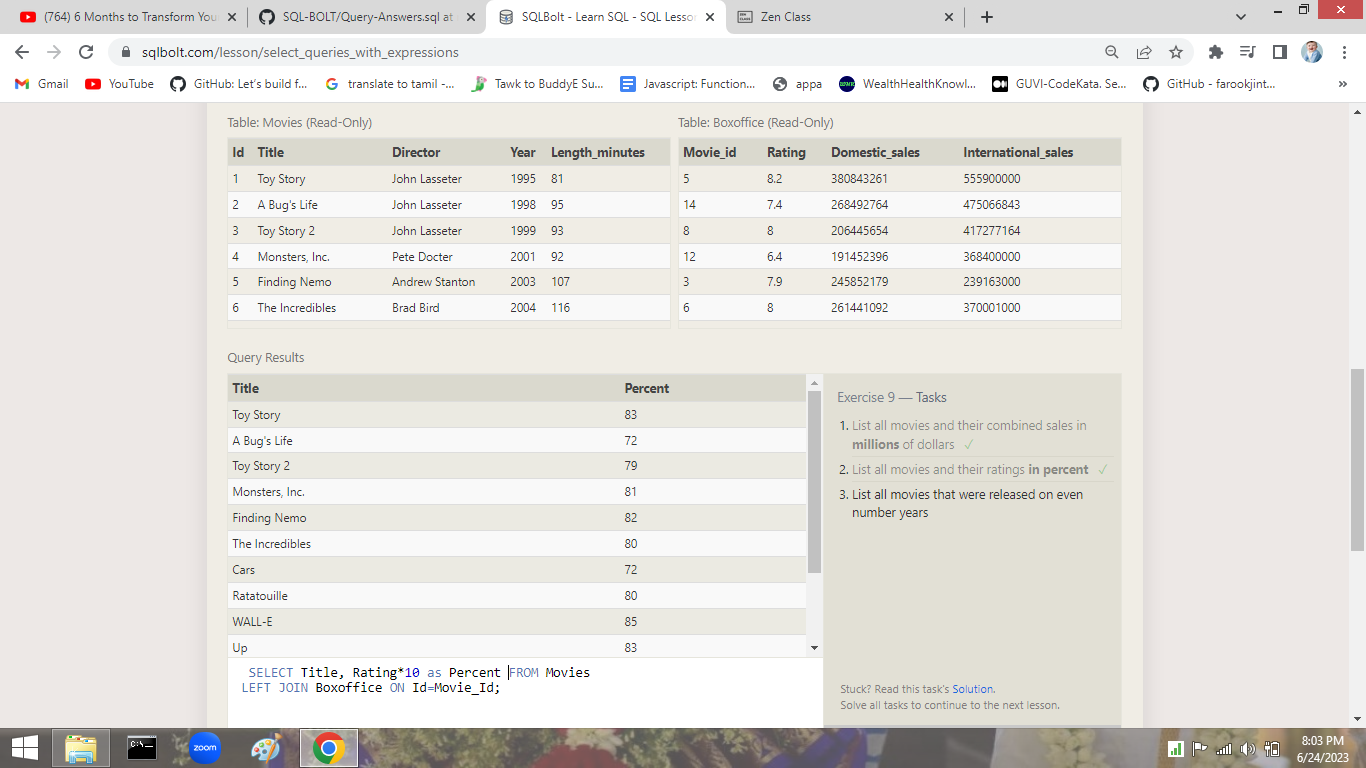 (764) 6 Months to Transform You
SQL-BOLT/Query-Answers.sql at
SQLBolt - Learn SQL - SQL Lesson
Zen Class
sqlbolt.com/lesson/select_queries_with_expressions
Gmail
YouTube
GitHub: Let's build f...
translate to tamil -...
Tawk to BuddyE Su...
Javascript: Function...
appa
WealthHealthKnowl...
GUVI-CodeKata. Se...
GitHub - farookjint...
»
Table: Movies (Read-Only)
Table: Boxoffice (Read-Only)
Id Title Director Year Length_minutes
Movie_id Rating Domestic_sales International_sales
1 Toy Story John Lasseter 1995 81
5 8.2 380843261 555900000
2 A Bug's Life John Lasseter 1998 95
14 7.4 268492764 475066843
3 Toy Story 2 John Lasseter 1999 93
8 8 206445654 417277164
4 Monsters, Inc. Pete Docter 2001 92
12 6.4 191452396 368400000
5 Finding Nemo Andrew Stanton 2003 107
3 7.9 245852179 239163000
6 The Incredibles Brad Bird 2004 116
6 8 261441092 370001000
Query Results
Title Percent
Toy Story 83
A Bug's Life 72
Toy Story 2 79
Monsters, Inc. 81
Finding Nemo 82
The Incredibles 80
Cars 72
Ratatouille 80
WALL-E 85
Up 83
SELECT Title, Rating*10 as Percent FROM Movies
LEFT JOIN Boxoffice ON Id=Movie_Id;
Exercise 9 — Tasks
1. List all movies and their combined sales in
millions of dollars ✓
2. List all movies and their ratings in percent ✓
3. List all movies that were released on even
number years
Stuck? Read this task's Solution.
Solve all tasks to continue to the next lesson.
C:\_
zoom
8:03 PM
6/24/2023